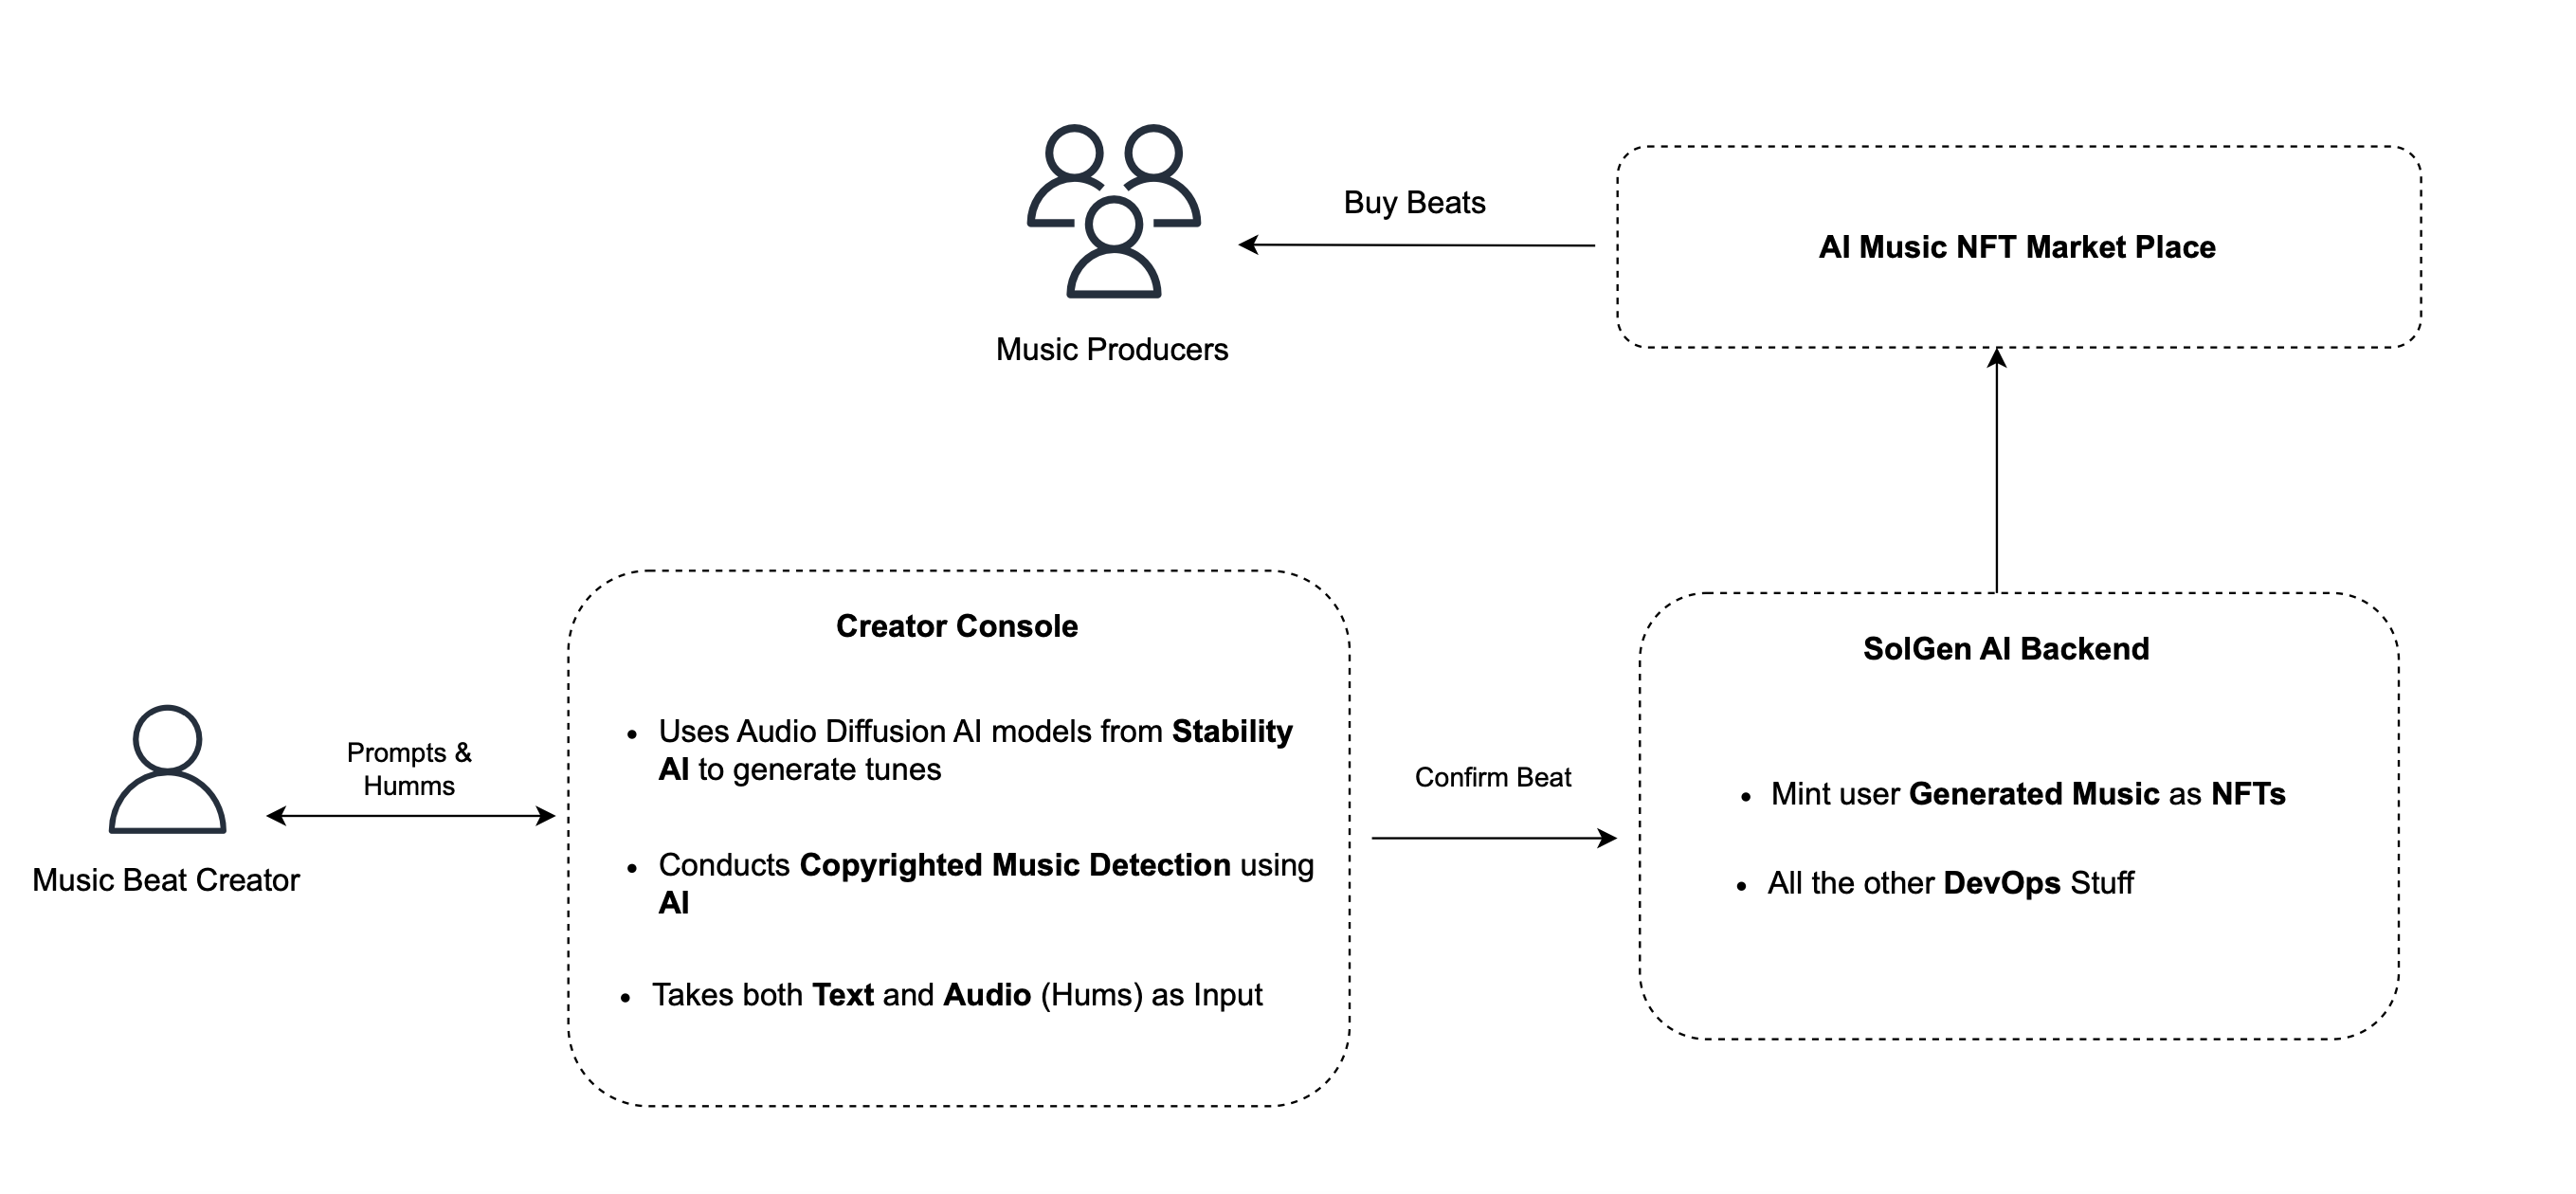 Buy Beats
AI Music NFT Market Place
Music Producers
Creator Console
SolGen AI Backend
Uses Audio Diffusion AI models from Stability
AI to generate tunes
Prompts &
Humms
Confirm Beat
Mint user Generated Music as NFTs
Conducts Copyrighted Music Detection using
AI
Music Beat Creator
All the other DevOps Stuff
Takes both Text and Audio (Hums) as Input